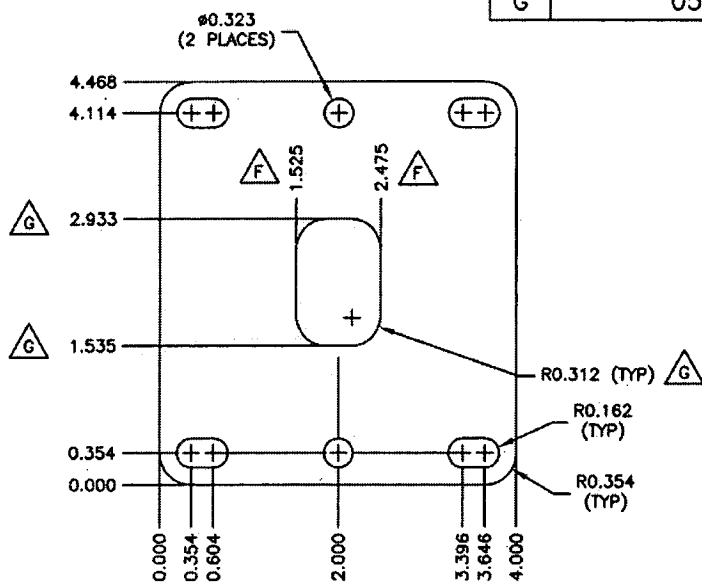 G 05
ø0.323
(2 PLACES)
4.468
4.114
F 1.525 2.475 F
G 2.933
G 1.535
R0.312 (TYP) G
R0.162
(TYP)
0.354
0.000
R0.354
(TYP)
0.000 0.354 0.604 2.000 3.396 3.646 4.000